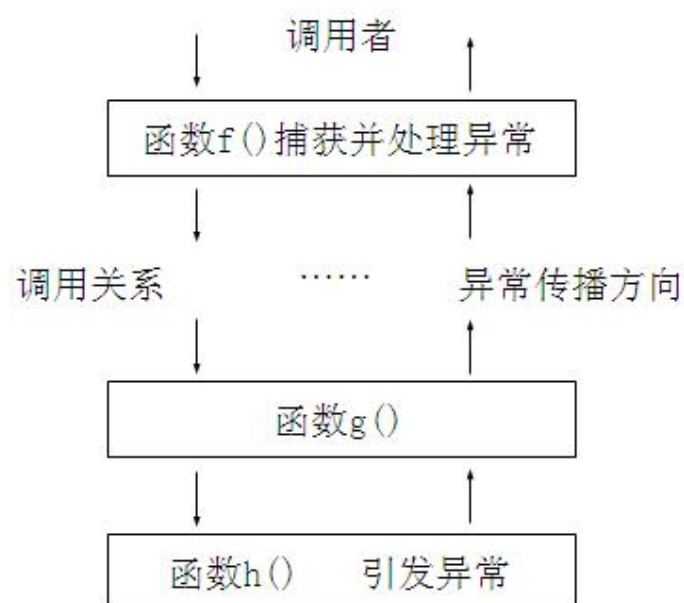 调用者
函数f()捕获并处理异常
调用关系 …… 异常传播方向
函数g()
函数h() 引发异常